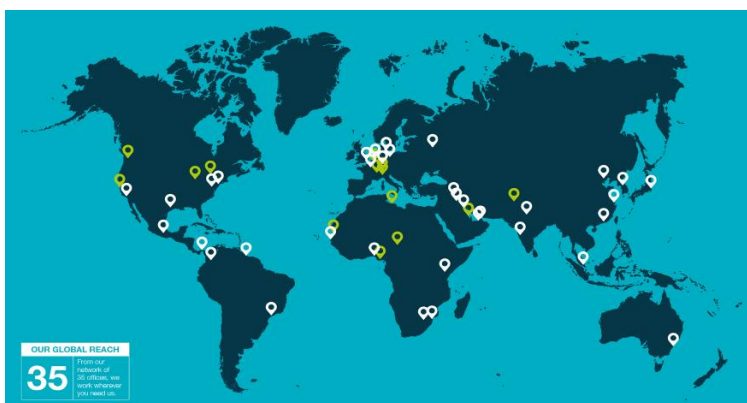 OUR GLOBAL REACH
35
From our
network of
35 offices, we
work wherever
you need us.